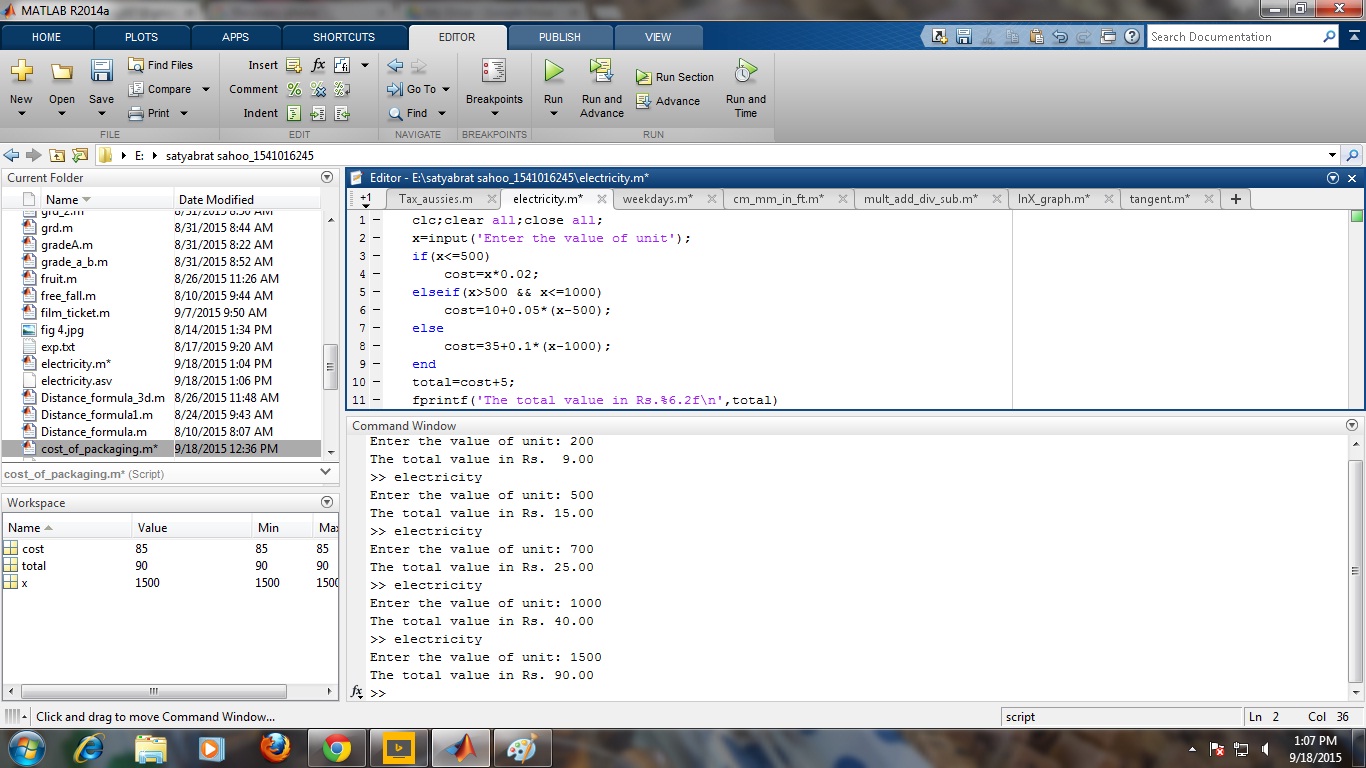 MATLAB R2014a
HOME PLOTS APPS SHORTCUTS EDITOR PUBLISH VIEW Search Documentation
New Open Save Find Files Compare Print
Insert fx Comment Indent
Go To Find
Breakpoints
Run Run and Advance Run Section Advance Run and Time
FILE EDIT NAVIGATE BREAKPOINTS RUN
E: satyabrat sahoo_1541016245
Current Folder
Name Date Modified
grd_2.m 8/31/2015 8:50 AM
grd.m 8/31/2015 8:44 AM
gradeA.m 8/31/2015 8:22 AM
grade_a_b.m 8/31/2015 8:52 AM
fruit.m 8/26/2015 11:26 AM
free_fall.m 8/10/2015 9:44 AM
film_ticket.m 9/7/2015 9:50 AM
fig 4.jpg 8/14/2015 1:34 PM
exp.txt 8/17/2015 9:20 AM
electricity.m* 9/18/2015 1:04 PM
electricity.asv 9/18/2015 1:06 PM
Distance_formula_3d.m 8/26/2015 11:48 AM
Distance_formula1.m 8/24/2015 9:43 AM
Distance_formula.m 8/10/2015 8:07 AM
cost_of_packaging.m* 9/18/2015 12:36 PM
cost_of_packaging.m* (Script)
Workspace
Name Value Min Max
cost 85 85 85
total 90 90 90
x 1500 1500 1500
Editor - E:\satyabrat sahoo_1541016245\electricity.m*
+1 Tax_aussies.m electricity.m* weekdays.m* cm_mm_in_ft.m* mult_add_div_sub.m* lnX_graph.m* tangent.m* +
1 – clc;clear all;close all;
2 – x=input('Enter the value of unit');
3 – if(x<=500)
4 – cost=x*0.02;
5 – elseif(x>500 && x<=1000)
6 – cost=10+0.05*(x-500);
7 – else
8 – cost=35+0.1*(x-1000);
9 – end
10 – total=cost+5;
11 – fprintf('The total value in Rs.%6.2f\n',total)
Command Window
Enter the value of unit: 200
The total value in Rs.  9.00
>> electricity
Enter the value of unit: 500
The total value in Rs. 15.00
>> electricity
Enter the value of unit: 700
The total value in Rs. 25.00
>> electricity
Enter the value of unit: 1000
The total value in Rs. 40.00
>> electricity
Enter the value of unit: 1500
The total value in Rs. 90.00
fx >>
Click and drag to move Command Window... script Ln 2 Col 36
1:07 PM
9/18/2015